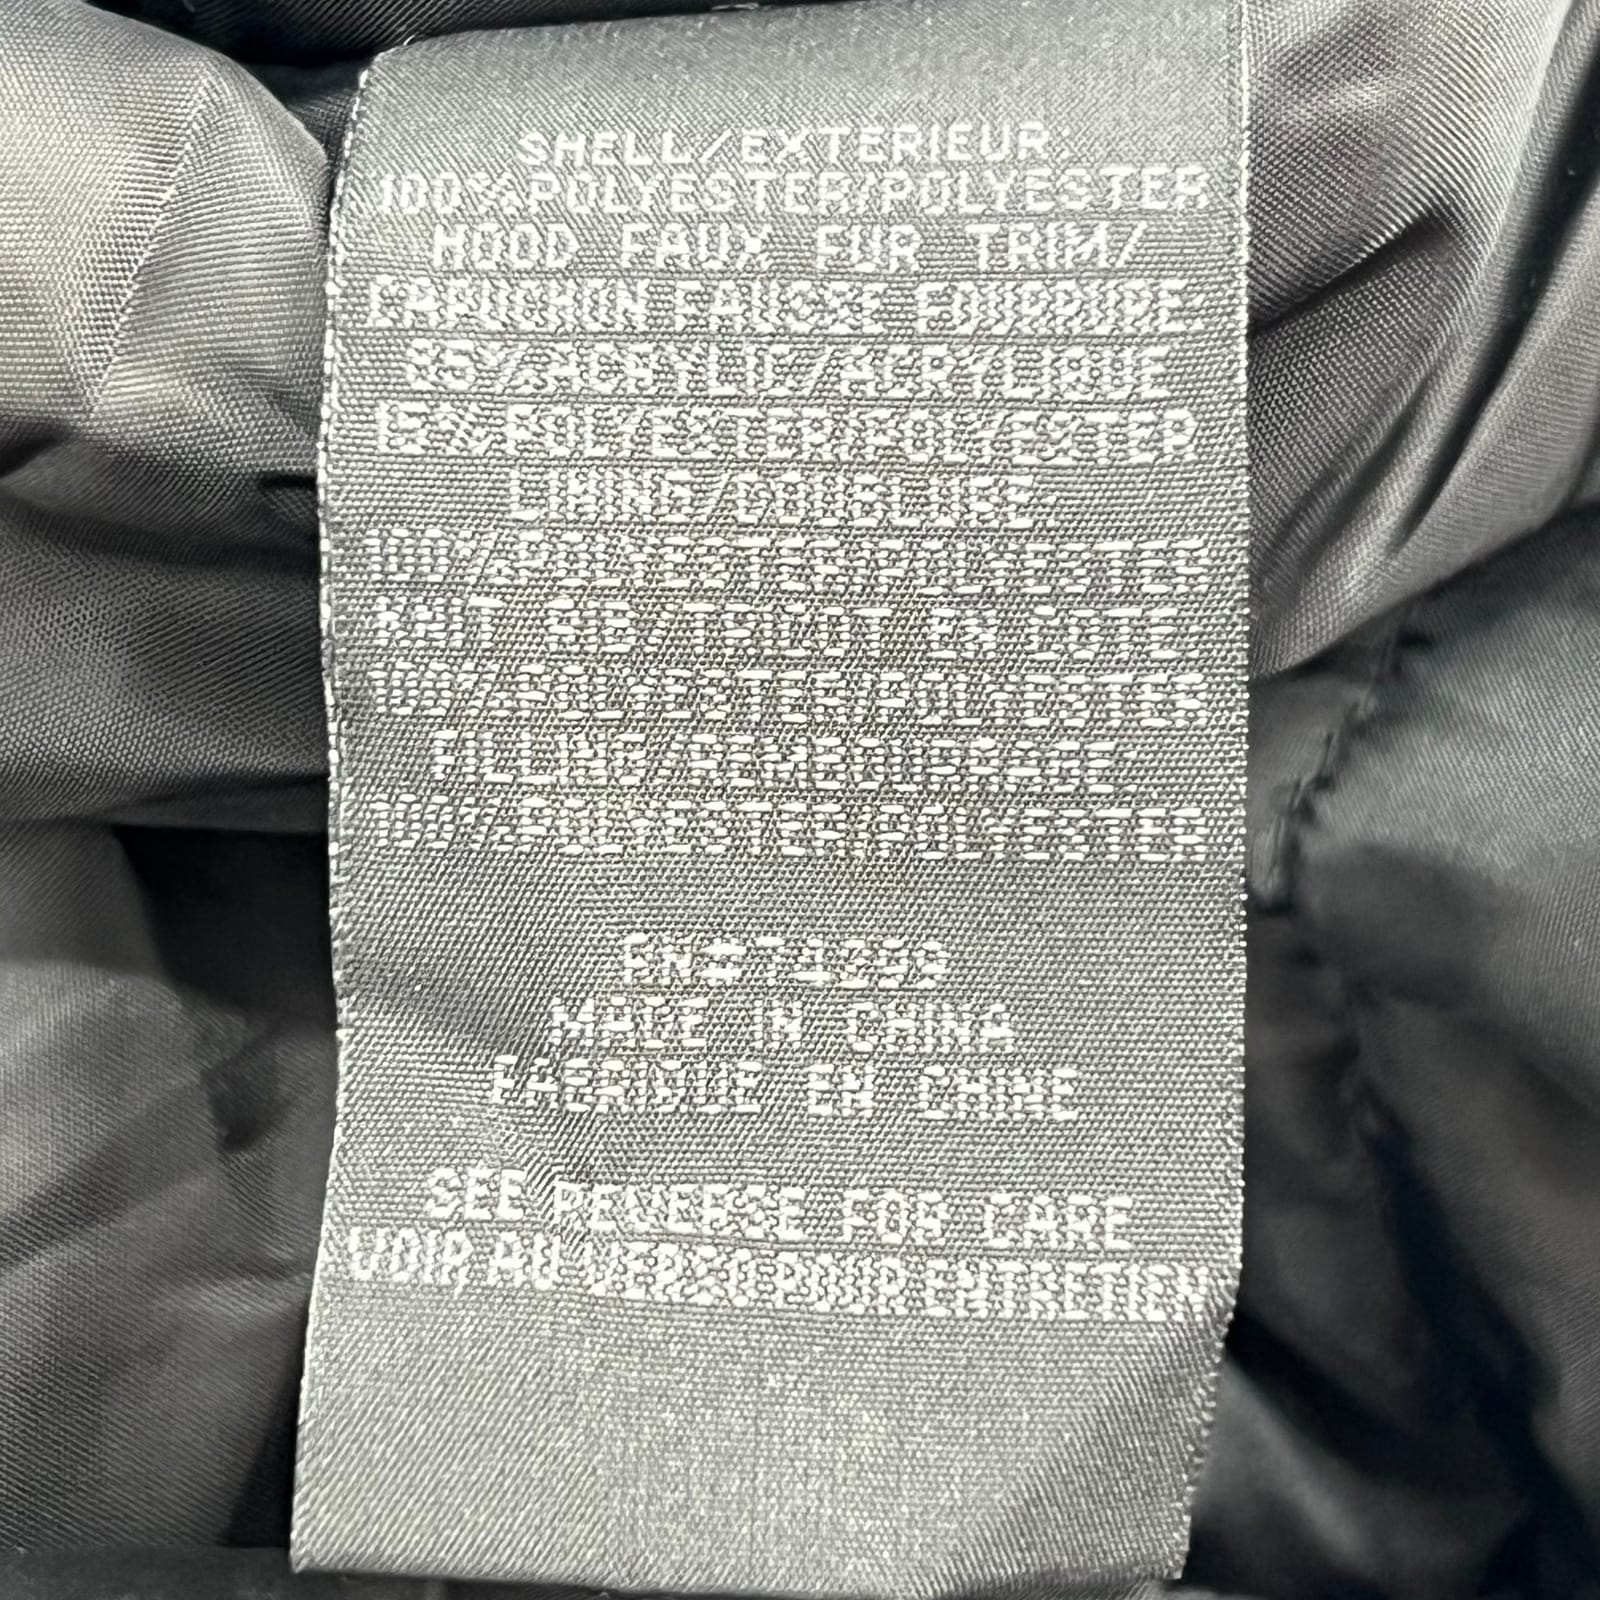 SHELL/EXTERIEUR:
100%POLYESTER/POLYESTER
HOOD FAUX FUR TRIM/
CAPUCHON FAUSSE FOURRURE:
85%ACRYLIC/ACRYLIQUE
15%POLYESTER/POLYESTER
LINING/DOUBLURE:
100%POLYESTER/POLYESTER
KNIT RIB/TRICOT EN COTE:
100%POLYESTER/POLYESTER
FILLING/REMBOURRAGE:
100%POLYESTER/POLYESTER
MADE IN CHINA
FABRIQUE EN CHINE
SEE REVERSE FOR CARE
VOIR AU VERSO POUR ENTRETIEN